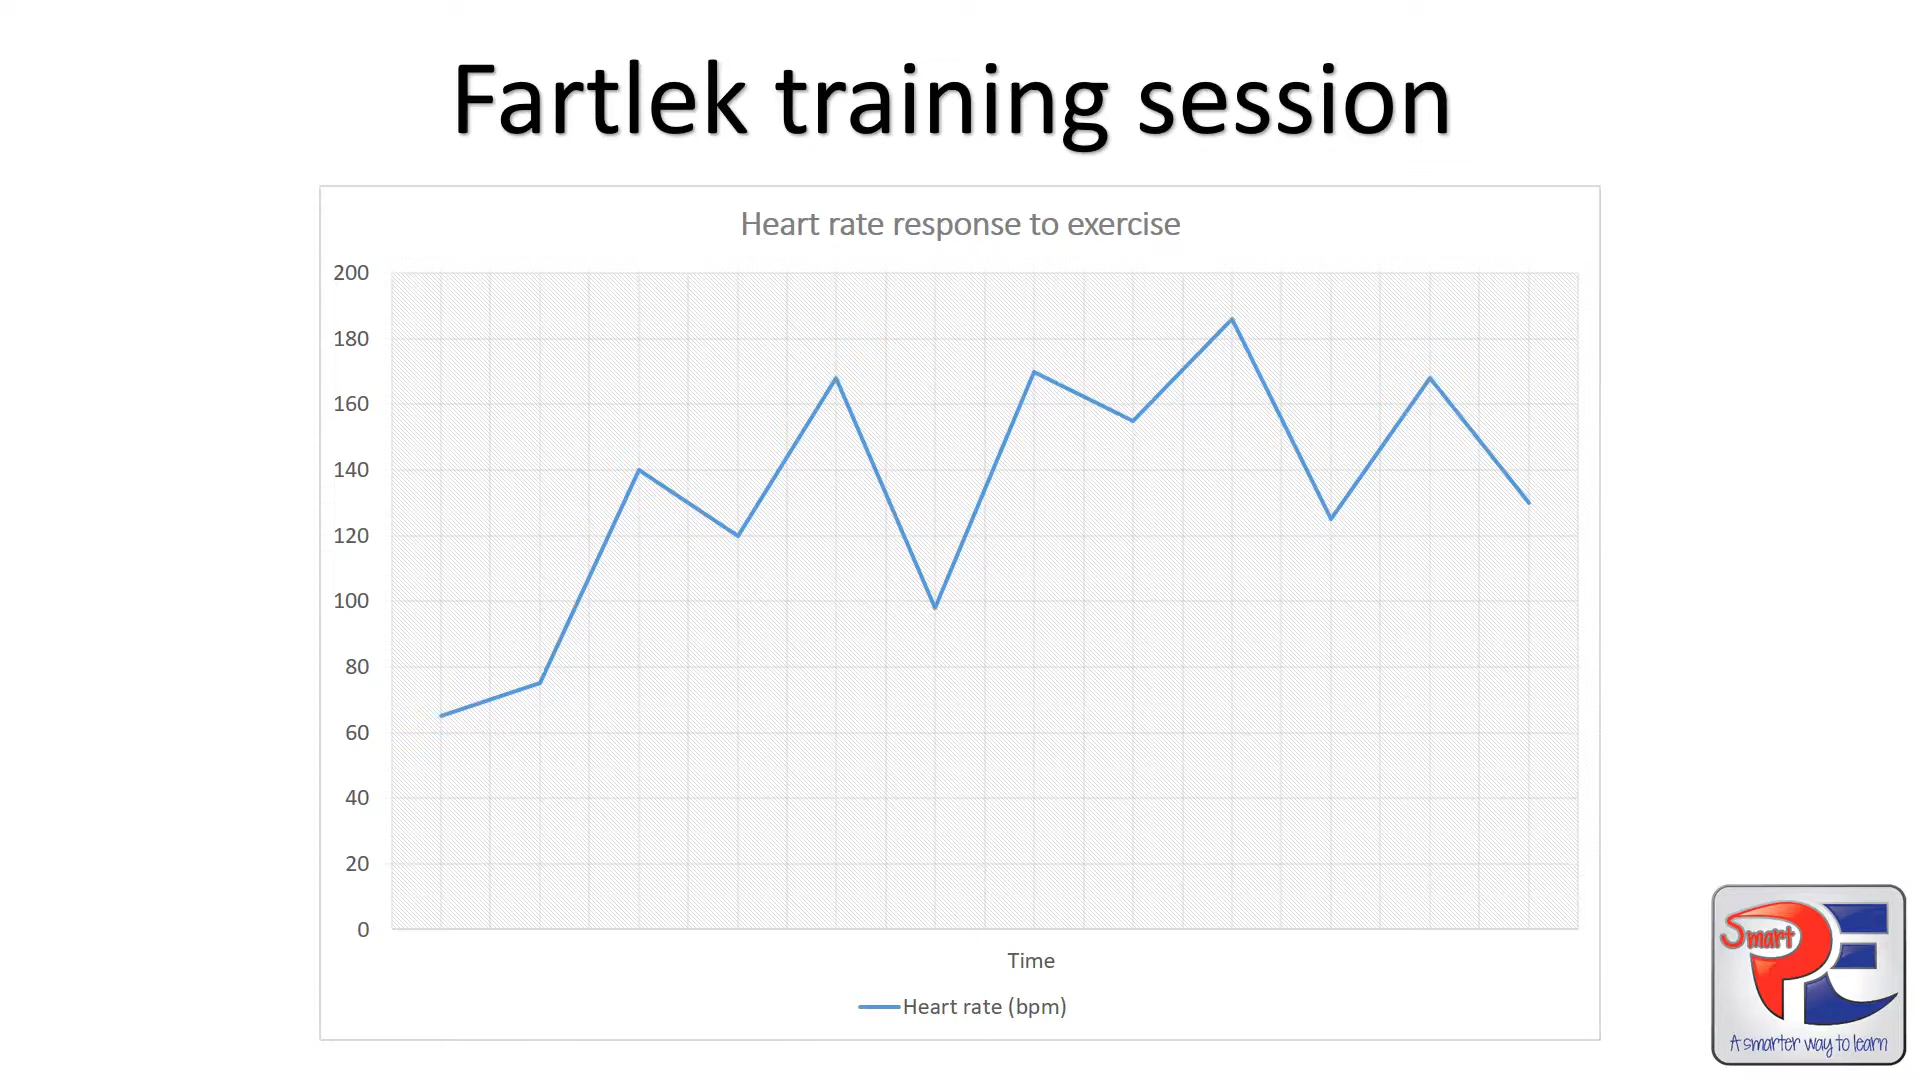 Fartlek training session
Heart rate response to exercise
200
180
160
140
120
100
80
60
40
20
0
Time
Heart rate (bpm)
Smart PE
A smarter way to learn